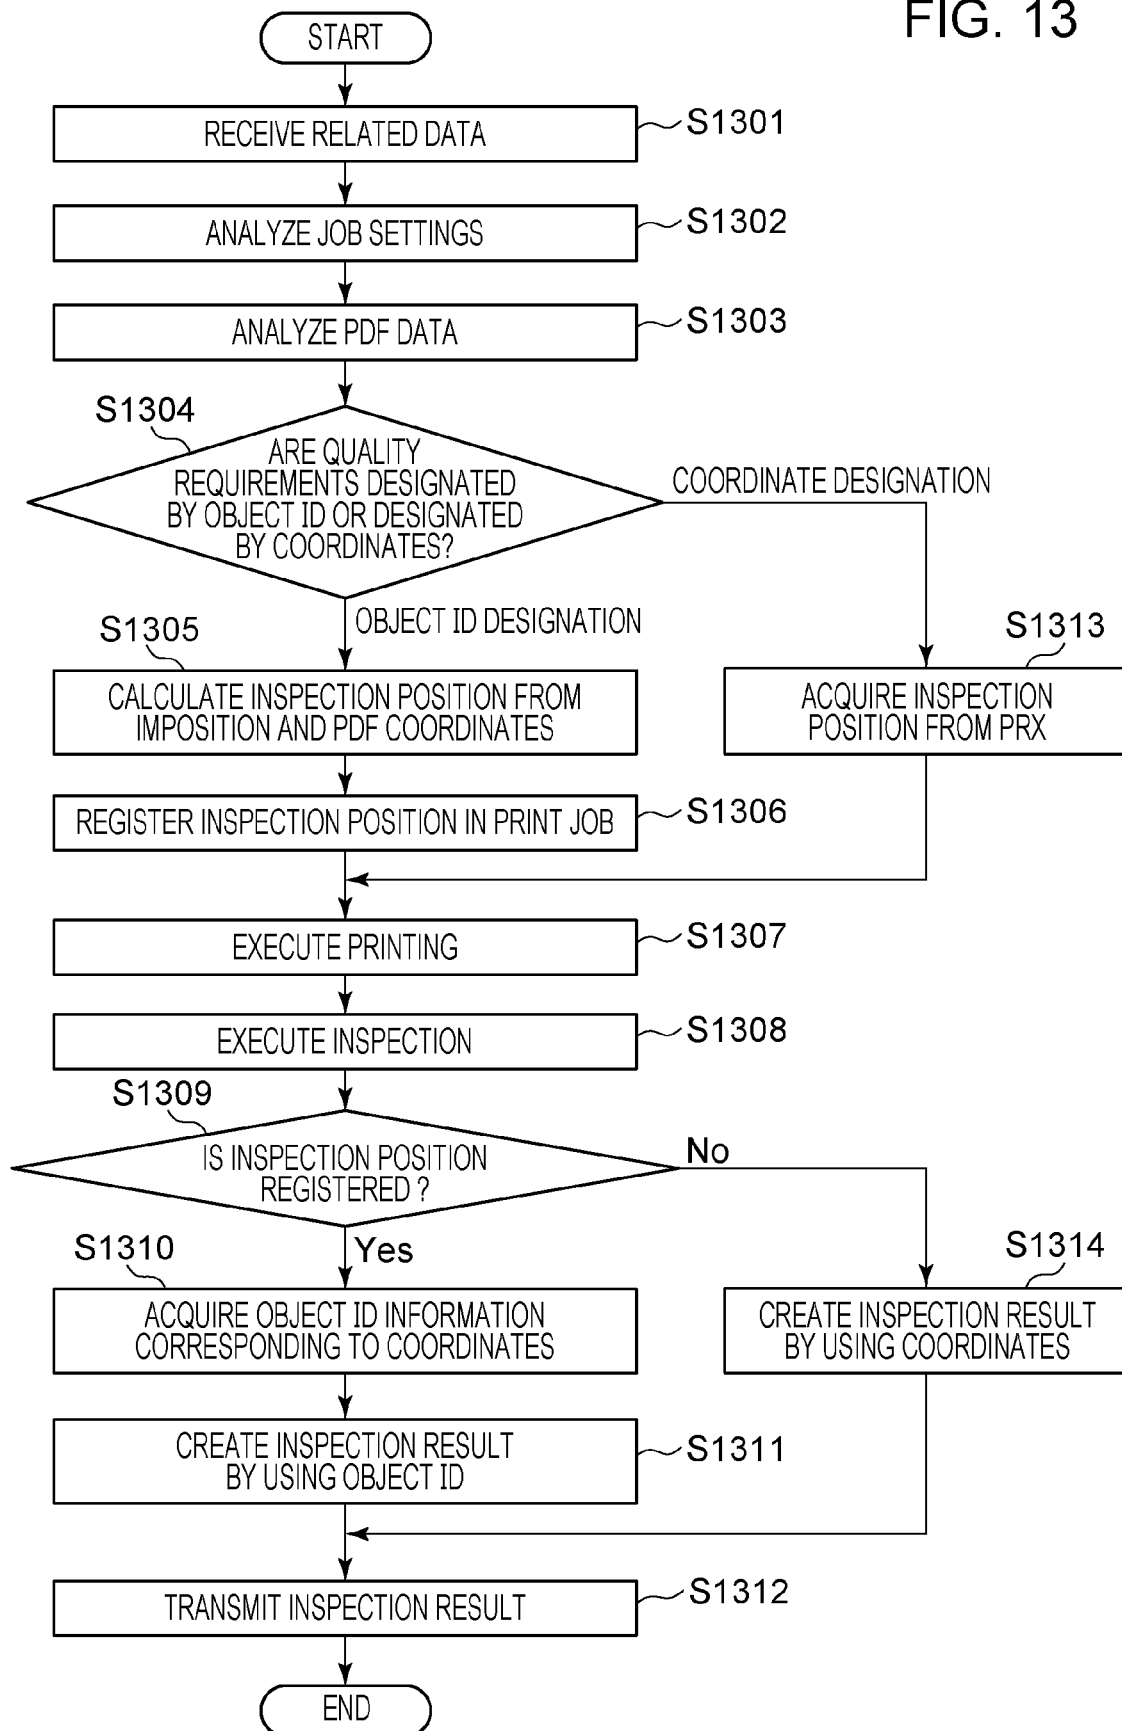 FIG. 13
START
RECEIVE RELATED DATA
S1301
ANALYZE JOB SETTINGS
S1302
ANALYZE PDF DATA
S1303
S1304
ARE QUALITY
REQUIREMENTS DESIGNATED
BY OBJECT ID OR DESIGNATED
BY COORDINATES?
COORDINATE DESIGNATION
OBJECT ID DESIGNATION
S1305
CALCULATE INSPECTION POSITION FROM
IMPOSITION AND PDF COORDINATES
S1313
ACQUIRE INSPECTION
POSITION FROM PRX
REGISTER INSPECTION POSITION IN PRINT JOB
S1306
EXECUTE PRINTING
S1307
EXECUTE INSPECTION
S1308
S1309
IS INSPECTION POSITION
REGISTERED ?
No
Yes
S1310
ACQUIRE OBJECT ID INFORMATION
CORRESPONDING TO COORDINATES
S1314
CREATE INSPECTION RESULT
BY USING COORDINATES
CREATE INSPECTION RESULT
BY USING OBJECT ID
S1311
TRANSMIT INSPECTION RESULT
S1312
END